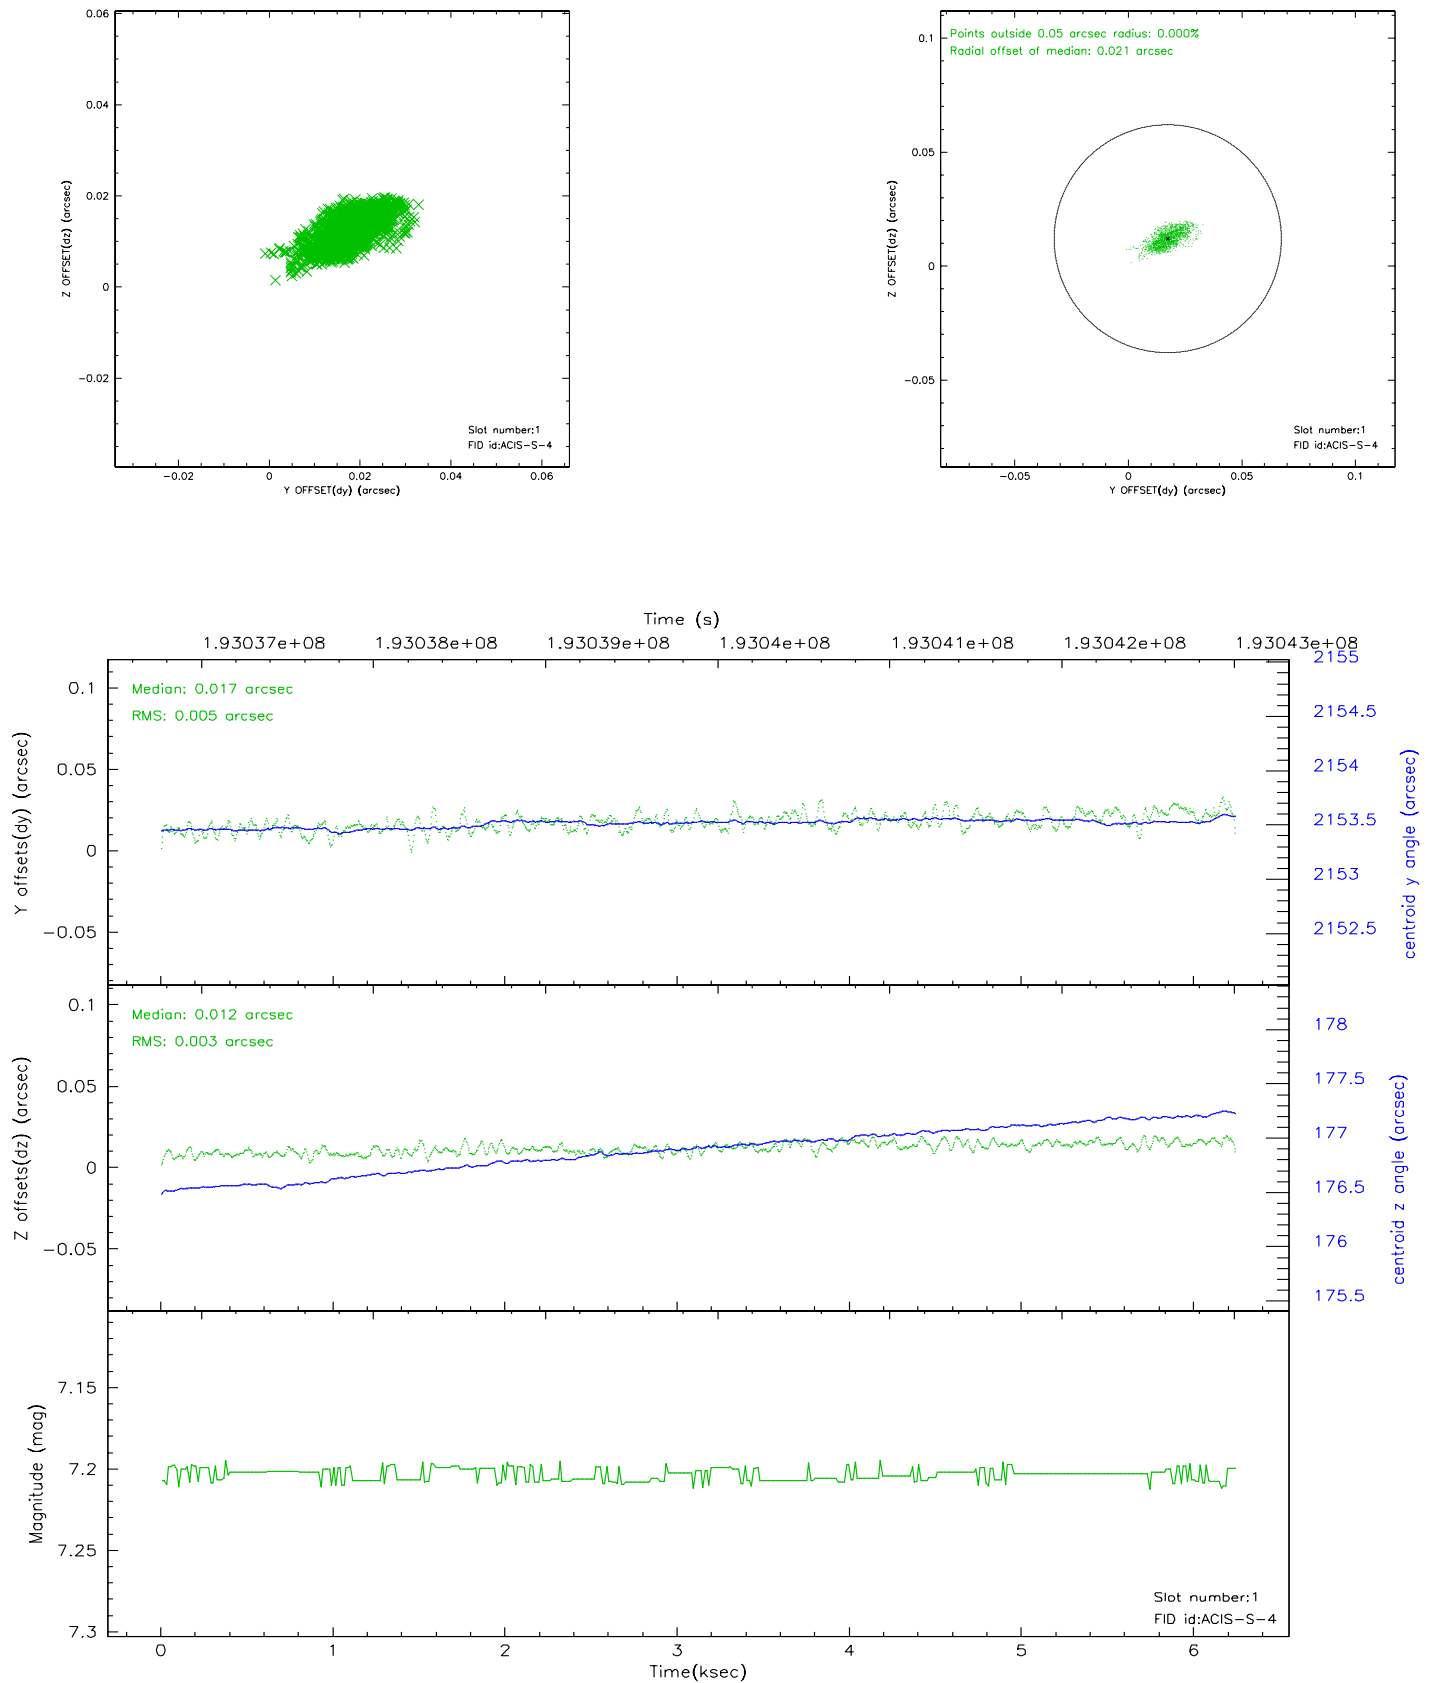 0.06
0.04
0.02
0
−0.02
Z OFFSET(dz) (arcsec)
Slot number:1
FID id:ACIS−S−4
−0.02 0 0.02 0.04 0.06
Y OFFSET(dy) (arcsec)
Points outside 0.05 arcsec radius: 0.000%
Radial offset of median: 0.021 arcsec
0.1
0.05
0
−0.05
Z OFFSET(dz) (arcsec)
Slot number:1
FID id:ACIS−S−4
−0.05 0 0.05 0.1
Y OFFSET(dy) (arcsec)
Time (s)
1.93037e+08 1.93038e+08 1.93039e+08 1.9304e+08 1.93041e+08 1.93042e+08 1.93043e+08
Median: 0.017 arcsec
RMS: 0.005 arcsec
0.1
0.05
0
−0.05
Y offsets(dy) (arcsec)
2155
2154.5
2154
2153.5
2153
2152.5
centroid y angle (arcsec)
Median: 0.012 arcsec
RMS: 0.003 arcsec
0.1
0.05
0
−0.05
Z offsets(dz) (arcsec)
178
177.5
177
176.5
176
175.5
centroid z angle (arcsec)
7.15
7.2
7.25
7.3
Magnitude (mag)
Slot number:1
FID id:ACIS−S−4
0 1 2 3 4 5 6
Time(ksec)